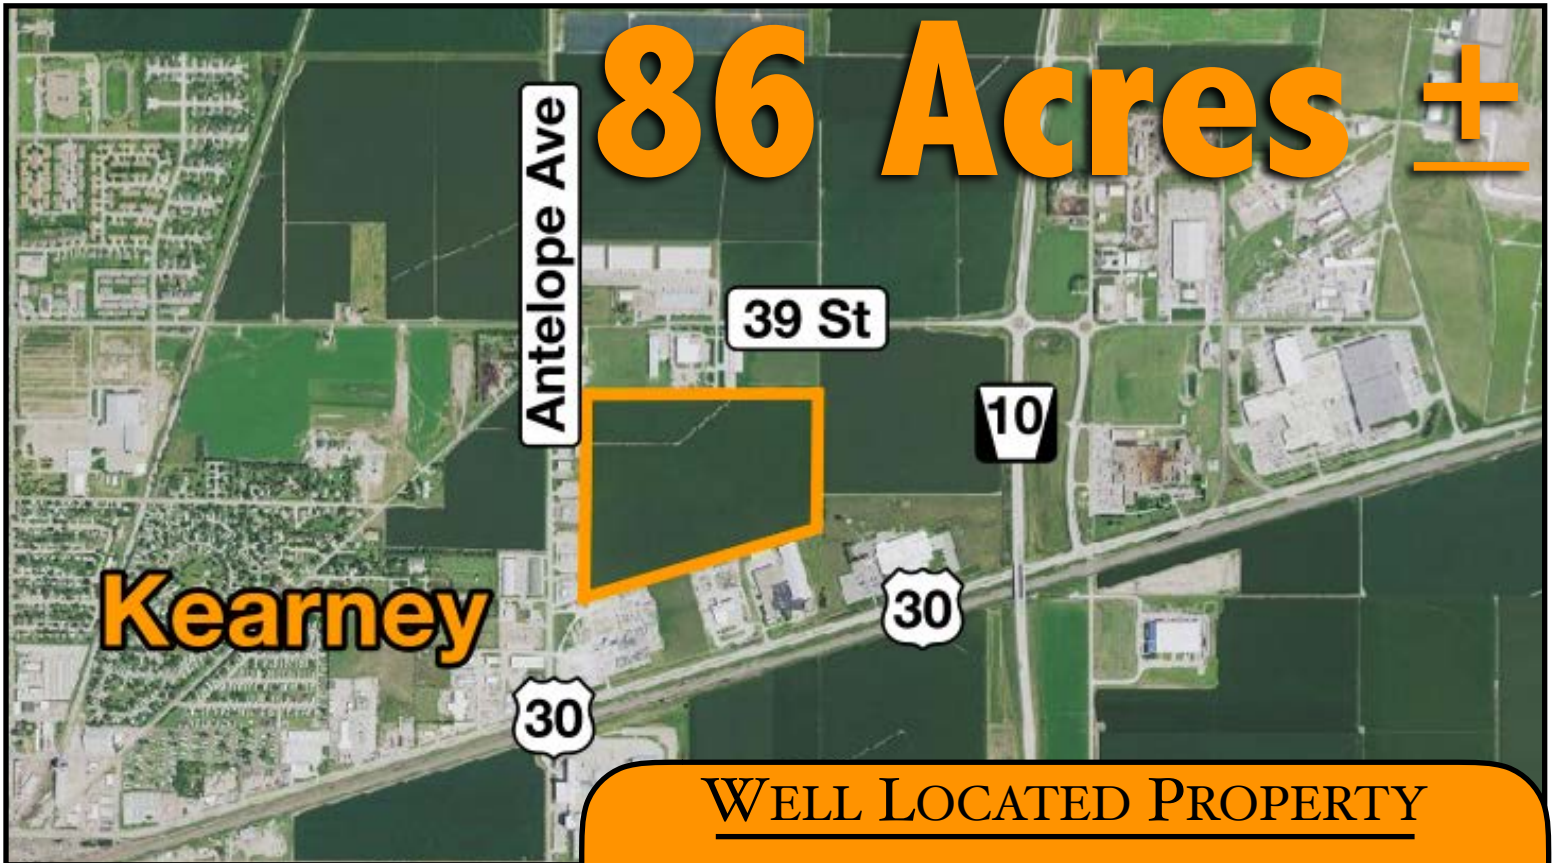 86 Acres ±
Antelope Ave
39 St
10
Kearney
30
30
WELL LOCATED PROPERTY